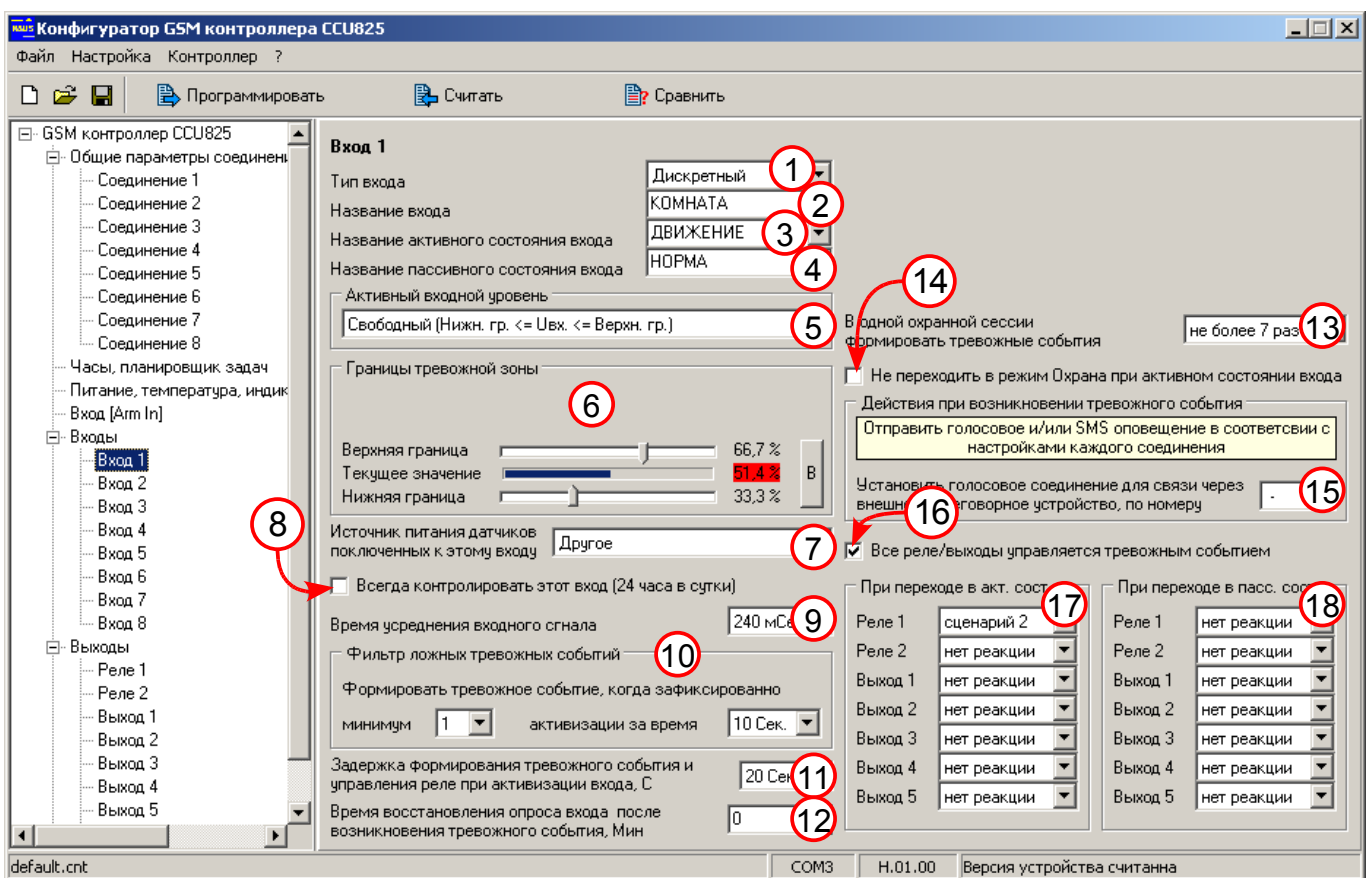 Конфигуратор GSM контроллера CCU825
Файл Настройка Контроллер ?
Программировать Считать Сравнить
GSM контроллер CCU825
Общие параметры соединени
Соединение 1
Соединение 2
Соединение 3
Соединение 4
Соединение 5
Соединение 6
Соединение 7
Соединение 8
Часы, планировщик задач
Питание, температура, индик
Вход [Arm In]
Входы
Вход 1
Вход 2
Вход 3
Вход 4
Вход 5
Вход 6
Вход 7
Вход 8
Выходы
Реле 1
Реле 2
Выход 1
Выход 2
Выход 3
Выход 4
Выход 5
Вход 1
Тип входа Дискретный 1
Название входа КОМНАТА 2
Название активного состояния входа ДВИЖЕНИЕ 3
Название пассивного состояния входа НОРМА 4
Активный входной уровень
Свободный (Нижн. гр. <= Uвх. <= Верхн. гр.) 5
Границы тревожной зоны
6
Верхняя граница 66,7 %
Текущее значение 51,4 % В
Нижняя граница 33,3 %
Источник питания датчиков
поключенных к этому входу Другое 7
8
Всегда контролировать этот вход (24 часа в сутки)
Время усреднения входного сгнала 240 9
Фильтр ложных тревожных событий 10
Формировать тревожное событие, когда зафиксированно
минимум 1 активизации за время 10 Сек.
Задержка формирования тревожного события и
управления реле при активизации входа, С 20 Сек 11
Время восстановления опроса входа после
возникновения тревожного события, Мин 0 12
14
В одной охранной сессии
формировать тревожные события не более 7 раз 13
Не переходить в режим Охрана при активном состоянии входа
Действия при возникновении тревожного события
Отправить голосовое и/или SMS оповещение в соответсвии с
настройками каждого соединения
Установить голосовое соединение для связи через
устройство, по номеру - 15
16
Все реле/выходы управляется тревожным событием
При переходе в акт. сост 17
Реле 1 сценарий 2
Реле 2 нет реакции
Выход 1 нет реакции
Выход 2 нет реакции
Выход 3 нет реакции
Выход 4 нет реакции
Выход 5 нет реакции
При переходе в пасс. сост 18
Реле 1 нет реакции
Реле 2 нет реакции
Выход 1 нет реакции
Выход 2 нет реакции
Выход 3 нет реакции
Выход 4 нет реакции
Выход 5 нет реакции
default.cnt COM3 H.01.00 Версия устройства считанна